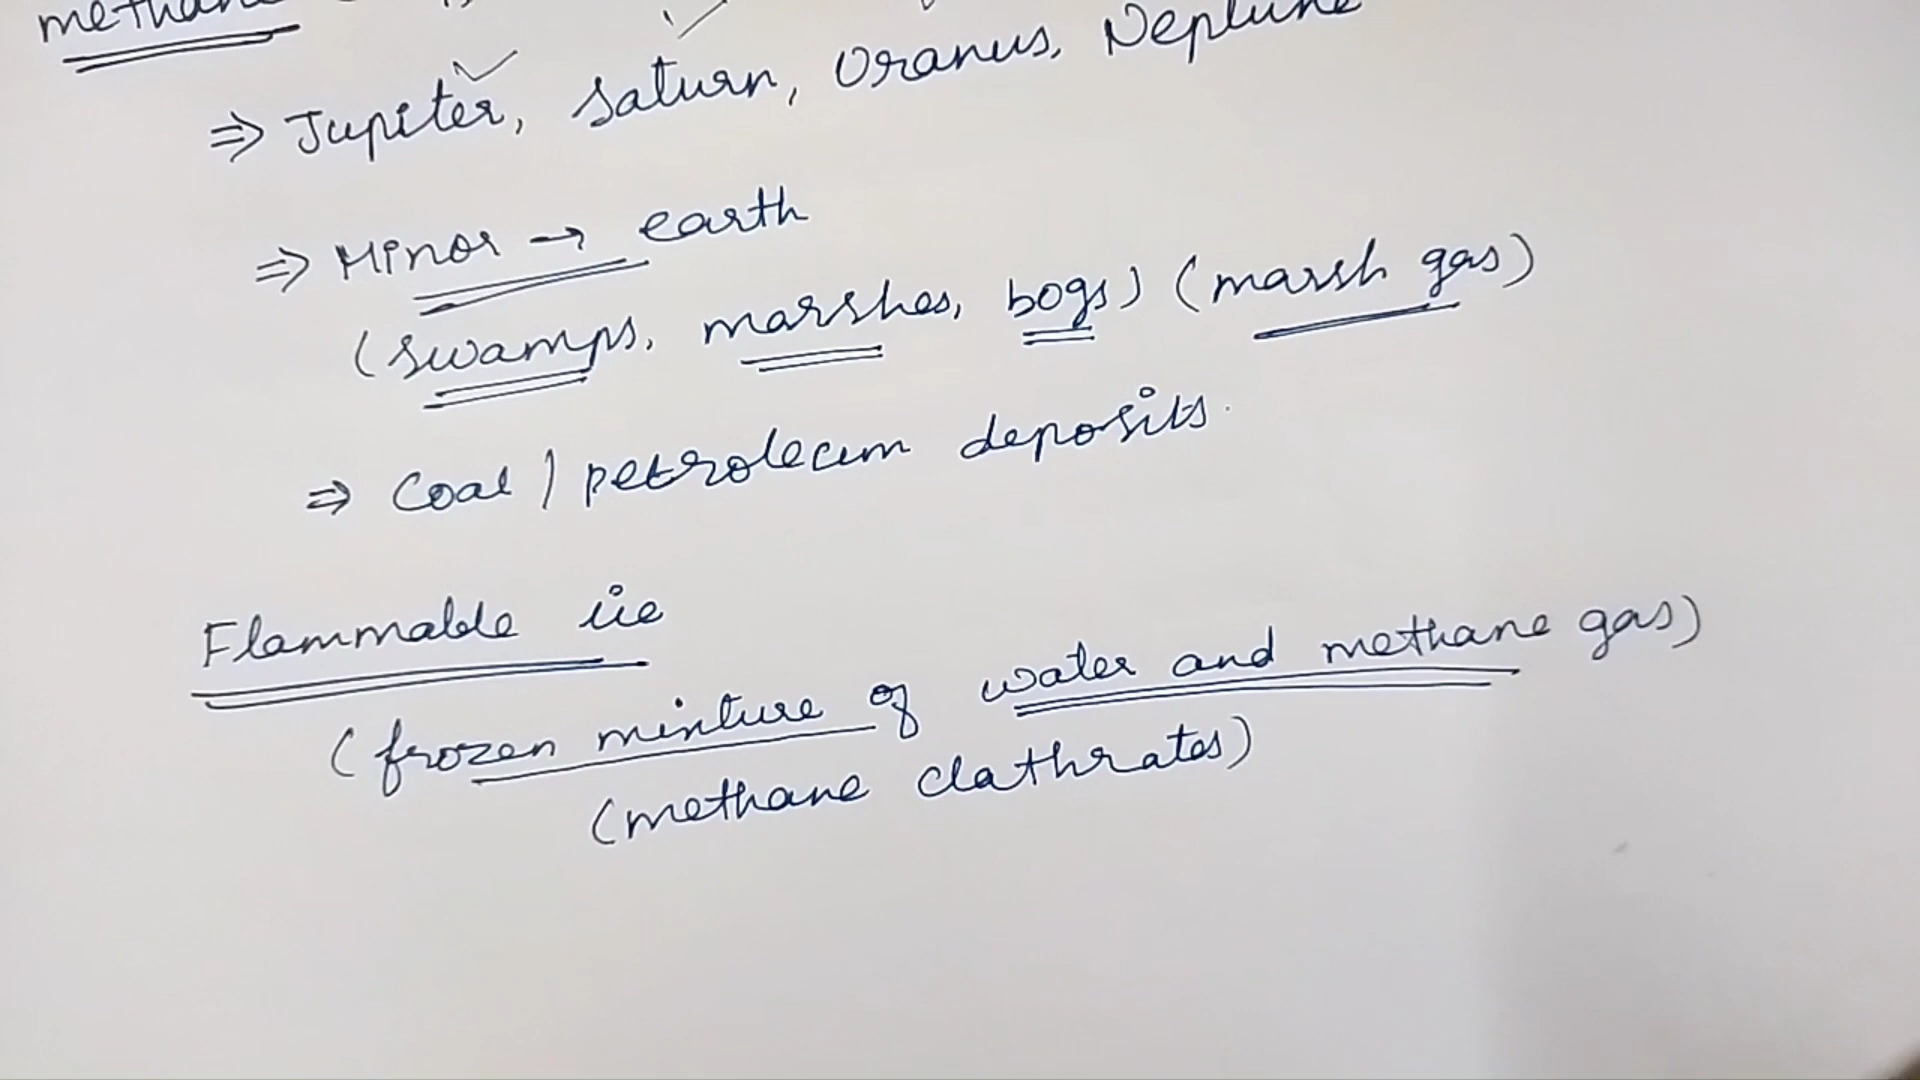 methane
⇒ Jupiter, Saturn, Uranus, Neptune
⇒ Minor → earth
(swamps, marshes, bogs) (marsh gas)
⇒ Coal / petroleum deposits.
Flammable ice
(frozen mixture of water and methane gas)
(methane clathrates)